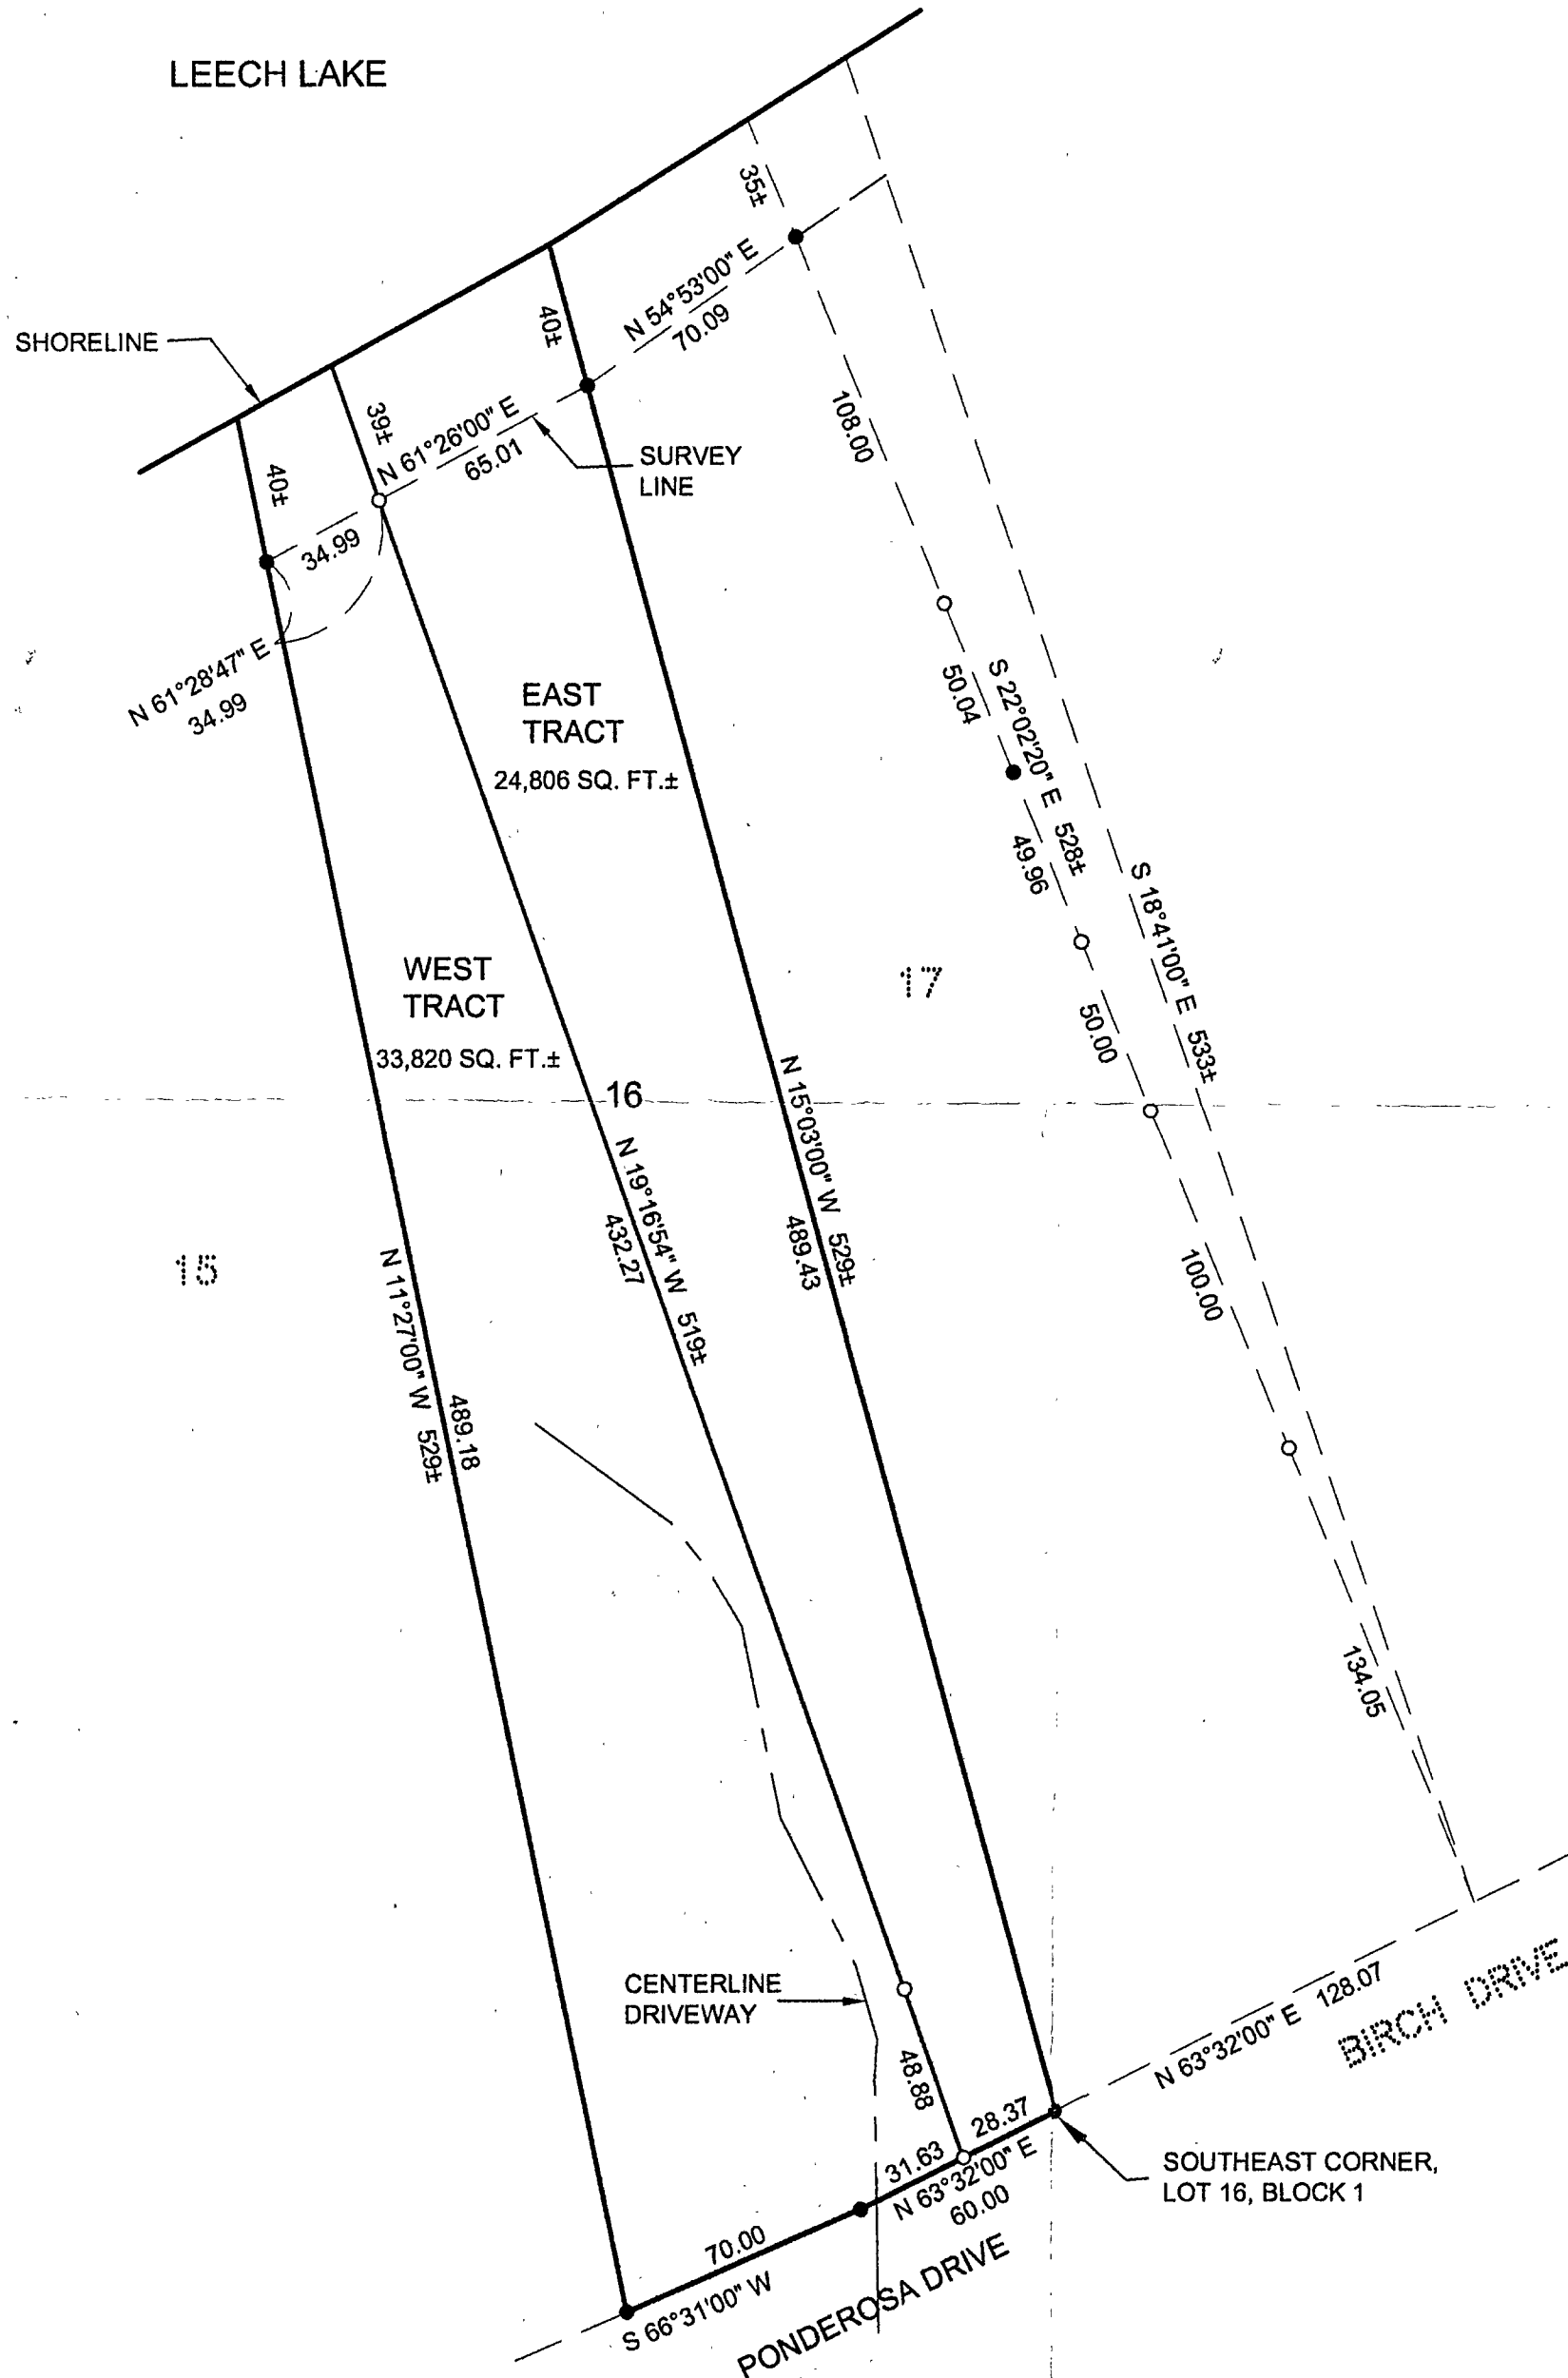 LEECH LAKE
SHORELINE
35±
N 54°53'00" E
70.09
40±
39±
N 61°26'00" E
65.01
SURVEY
LINE
40±
34.99
108.00
N 61°28'47" E
34.99
EAST
TRACT
24,806 SQ. FT.±
50.04
S 22°02'20" E 528±
49.96
WEST
TRACT
33,820 SQ. FT.±
17
S 18°41'00" E 533±
50.00
16
N 15°03'00" W 529±
489.43
N 19°16'54" W 519±
432.27
15
N 11°27'00" W 529±
489.18
100.00
134.05
CENTERLINE
DRIVEWAY
48.88
28.37
31.63
N 63°32'00" E
60.00
N 63°32'00" E 128.07
BIRCH DRIVE
SOUTHEAST CORNER,
LOT 16, BLOCK 1
70.00
S 66°31'00" W
PONDEROSA DRIVE